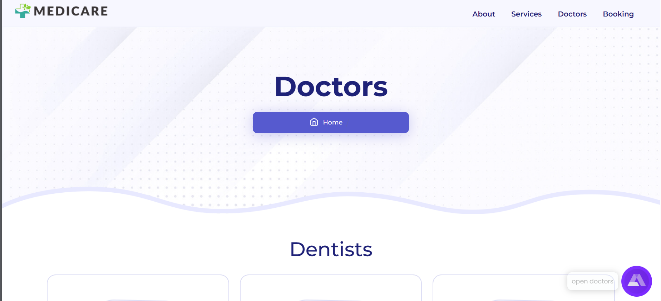 MEDICARE
About Services Doctors Booking
Doctors
Home
Dentists
open doctors